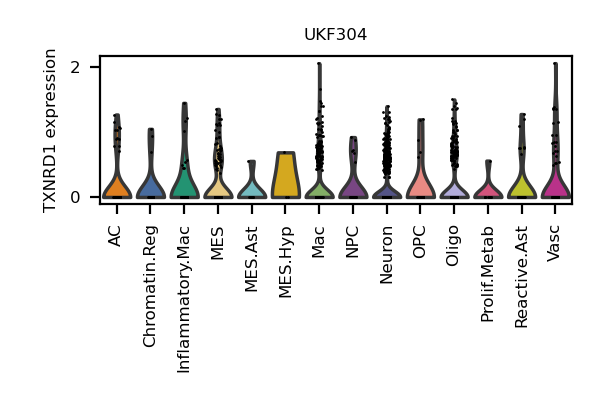 UKF304
TXNRD1 expression
2
0
AC
Chromatin.Reg
Inflammatory.Mac
MES
MES.Ast
MES.Hyp
Mac
NPC
Neuron
OPC
Oligo
Prolif.Metab
Reactive.Ast
Vasc